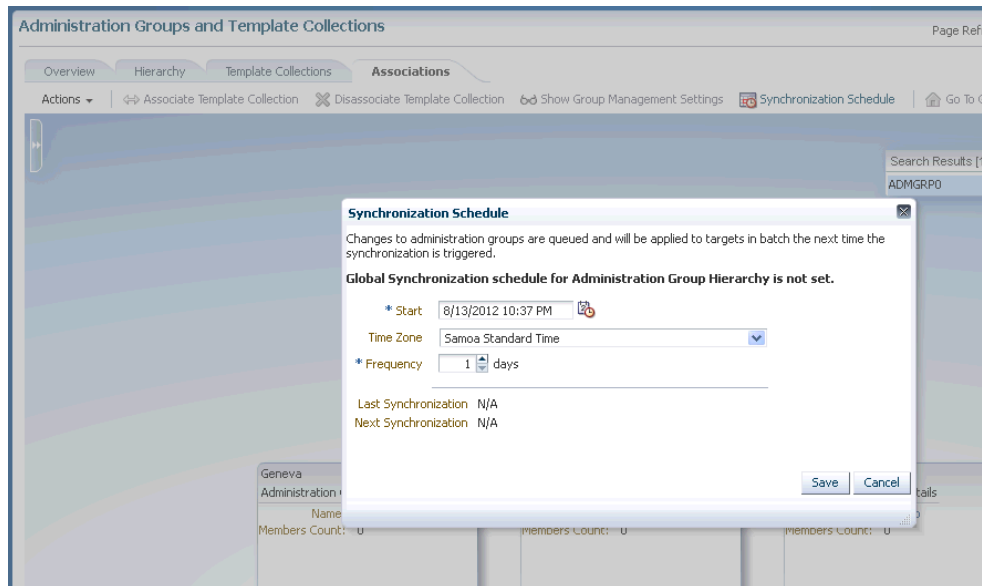 Administration Groups and Template Collections
Page Ref
Overview Hierarchy Template Collections Associations
Actions Associate Template Collection Disassociate Template Collection Show Group Management Settings Synchronization Schedule Go To
Search Results [1
ADMGRP0
Synchronization Schedule
Changes to administration groups are queued and will be applied to targets in batch the next time the
synchronization is triggered.
Global Synchronization schedule for Administration Group Hierarchy is not set.
* Start 8/13/2012 10:37 PM
Time Zone Samoa Standard Time
* Frequency 1 days
Last Synchronization N/A
Next Synchronization N/A
Save Cancel
Geneva
Administration
tails
Name
Members Count: 0 Members Count: 0 Members Count: 0